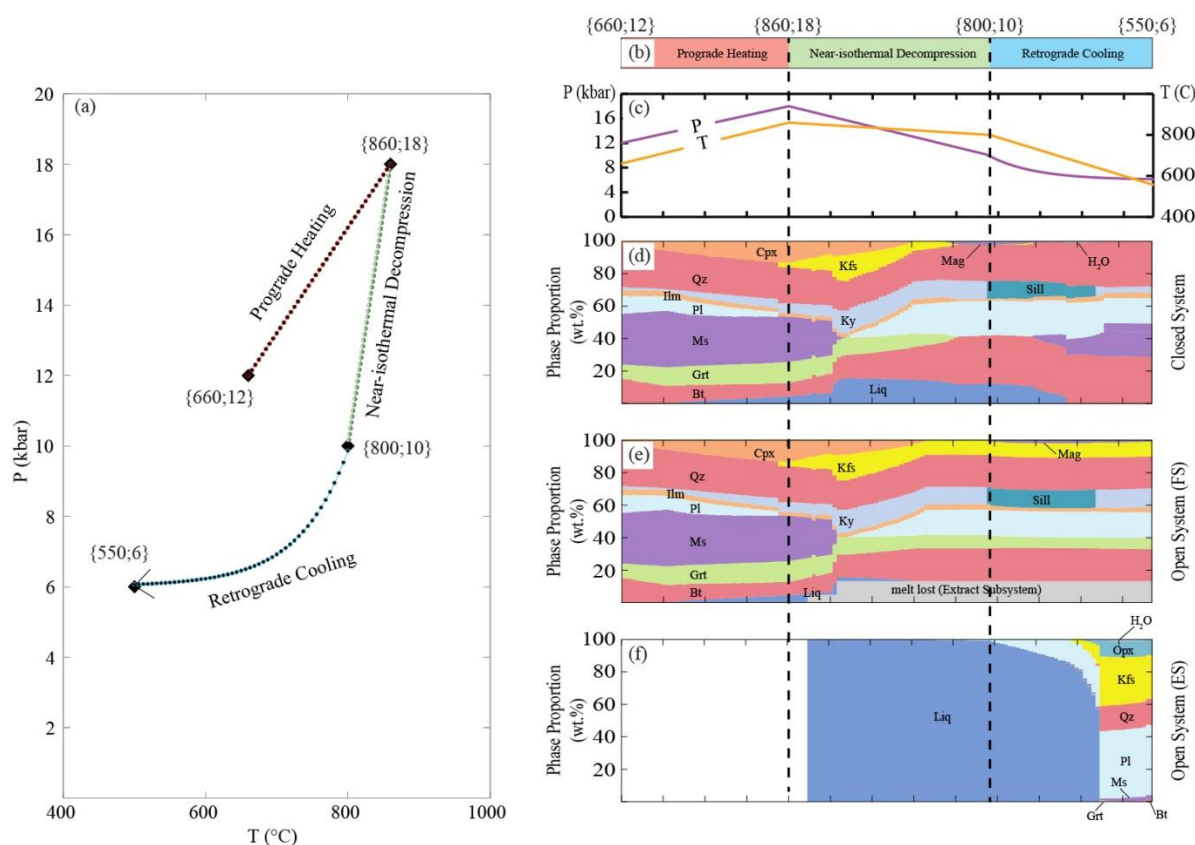 (a)
20
18
16
14
12
10
8
6
4
2
0
P (kbar)
400
600
800
1000
T (°C)
{860;18}
{660;12}
{800;10}
{550;6}
Prograde Heating
Near-isothermal Decompression
Retrograde Cooling
{660;12} {860;18} {800;10} {550;6}
(b) Prograde Heating Near-isothermal Decompression Retrograde Cooling
P (kbar) (c) T (C)
16
12
8
4
0
P
T
800
600
400
(d)
100
80
60
40
20
Phase Proportion
(wt.%)
Closed System
Cpx
Kfs
Mag
H₂O
Qz
Ilm
Pl
Ky
Sill
Ms
Grt
Bt
Liq
(e)
100
80
60
40
20
Phase Proportion
(wt.%)
Open System (FS)
Cpx
Kfs
Mag
Qz
Ilm
Pl
Ky
Sill
Ms
Grt
Bt
Liq
melt lost (Extract Subsystem)
(f)
100
80
60
40
20
Phase Proportion
(wt.%)
Open System (ES)
H₂O
Opx
Kfs
Liq
Qz
Pl
Ms
Grt
Bt